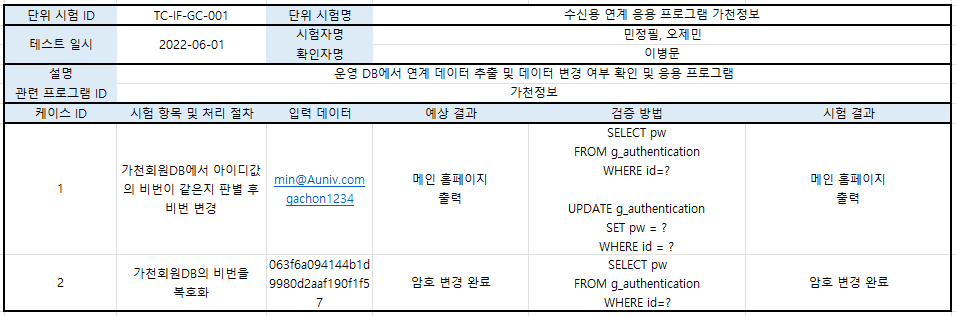 단위 시험 ID TC-IF-GC-001 단위 시험명 수신용 연계 응용 프로그램 가천정보
테스트 일시 2022-06-01 시험자명 민정필, 오제민
확인자명 이병문
설명 운영 DB에서 연계 데이터 추출 및 데이터 변경 여부 확인 및 응용 프로그램
관련 프로그램 ID 가천정보
케이스 ID 시험 항목 및 처리 절차 입력 데이터 예상 결과 검증 방법 시험 결과
1
가천회원DB에서 아이디값
의 비번이 같은지 판별 후
비번 변경
min@Auniv.com
gachon1234
메인 홈페이지
출력
SELECT pw
FROM g_authentication
WHERE id=?
UPDATE g_authentication
SET pw = ?
WHERE id = ?
메인 홈페이지
출력
2
가천회원DB의 비번을
복호화
063f6a094144b1d
9980d2aaf190f1f5
7
암호 변경 완료
SELECT pw
FROM g_authentication
WHERE id=?
암호 변경 완료